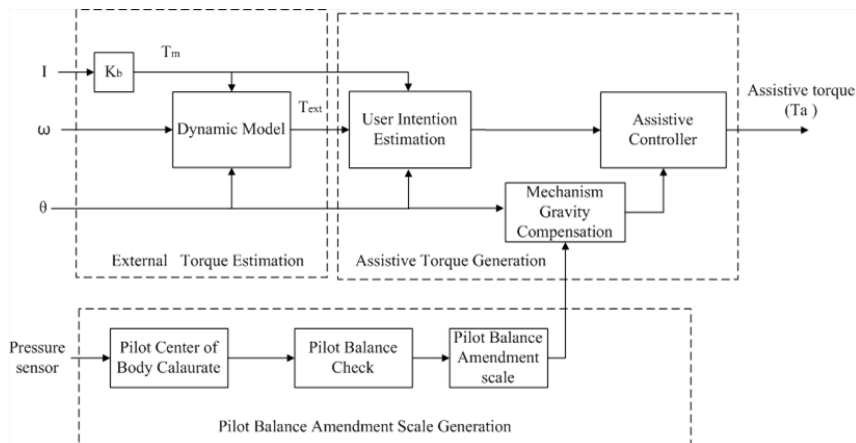 I
Kb
Tm
ω
Dynamic Model
Text
User Intention
Estimation
Assistive
Controller
Assistive torque
(Ta )
θ
Mechanism
Gravity
Compensation
External Torque Estimation
Assistive Torque Generation
Pressure
sensor
Pilot Center of
Body Calaurate
Pilot Balance
Check
Pilot Balance
Amendment
scale
Pilot Balance Amendment Scale Generation